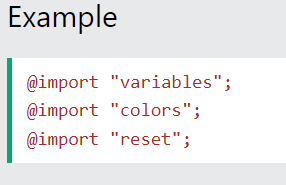 Example
@import "variables";
@import "colors";
@import "reset";